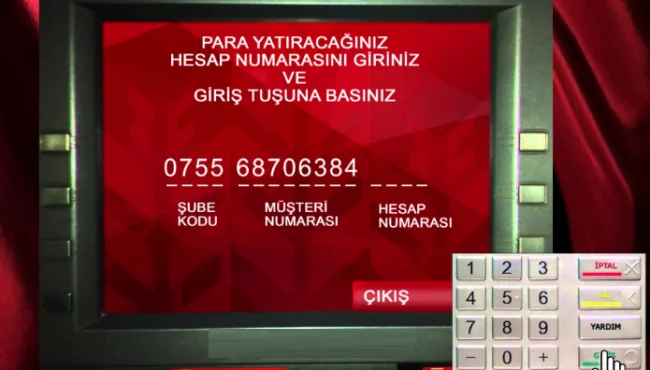 PARA YATIRACAĞINIZ
HESAP NUMARASINI GİRİNİZ
VE
GİRİŞ TUŞUNA BASINIZ
0755 68706384
ŞUBE KODU
MÜŞTERİ NUMARASI
HESAP NUMARASI
ÇIKIŞ
1 2 3 İPTAL
4 5 6
7 8 9 YARDIM
- 0 +